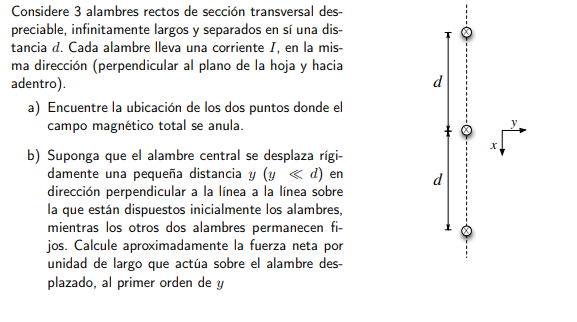 Considere 3 alambres rectos de sección transversal des-
preciable, infinitamente largos y separados en sí una dis-
tancia d. Cada alambre lleva una corriente I, en la mis-
ma dirección (perpendicular al plano de la hoja y hacia
adentro).
a) Encuentre la ubicación de los dos puntos donde el
campo magnético total se anula.
b) Suponga que el alambre central se desplaza rígi-
damente una pequeña distancia y (y ≪ d) en
dirección perpendicular a la línea a la línea sobre
la que están dispuestos inicialmente los alambres,
mientras los otros dos alambres permanecen fi-
jos. Calcule aproximadamente la fuerza neta por
unidad de largo que actúa sobre el alambre des-
plazado, al primer orden de y
d
y
x
d